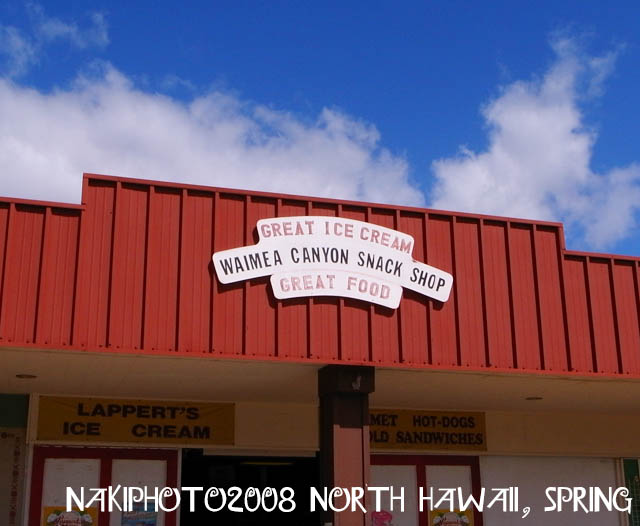 GREAT ICE CREAM
WAIMEA CANYON SNACK SHOP
GREAT FOOD
LAPPERT'S
ICE CREAM
HOT-DOGS
SANDWICHES
NAKIPHOTO2008 NORTH HAWAII, SPRING